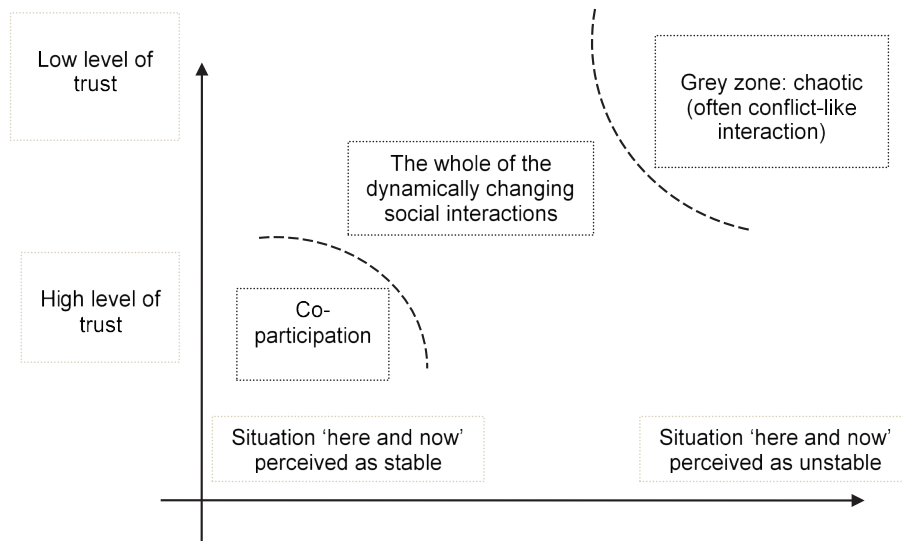 Low level of
trust
Grey zone: chaotic
(often conflict-like
interaction)
The whole of the
dynamically changing
social interactions
High level of
trust
Co-
participation
Situation ‘here and now’
perceived as stable
Situation ‘here and now’
perceived as unstable